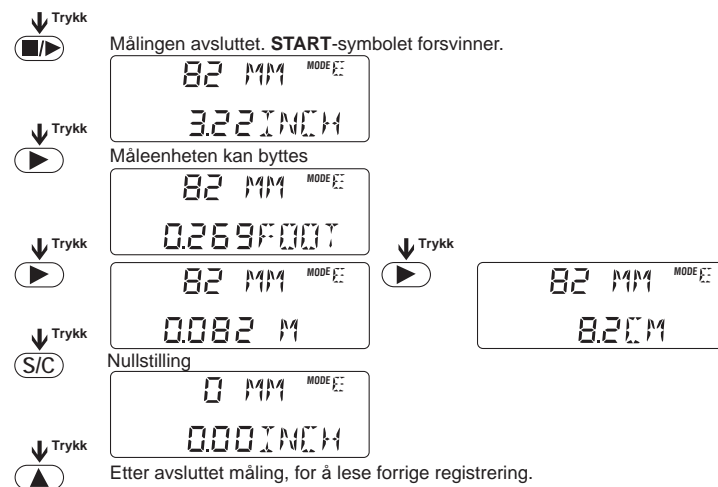 Trykk
■/▶
Målingen avsluttet. START-symbolet forsvinner.
82 MM MODE E
3.22INCH
Trykk
▶
Måleenheten kan byttes
82 MM MODE E
0.269FOOT
Trykk
▶
82 MM MODE E
0.082 M
Trykk
▶
82 MM MODE E
8.2CM
Trykk
S/C
Nullstilling
0 MM MODE E
0.00INCH
Trykk
▲
Etter avsluttet måling, for å lese forrige registrering.